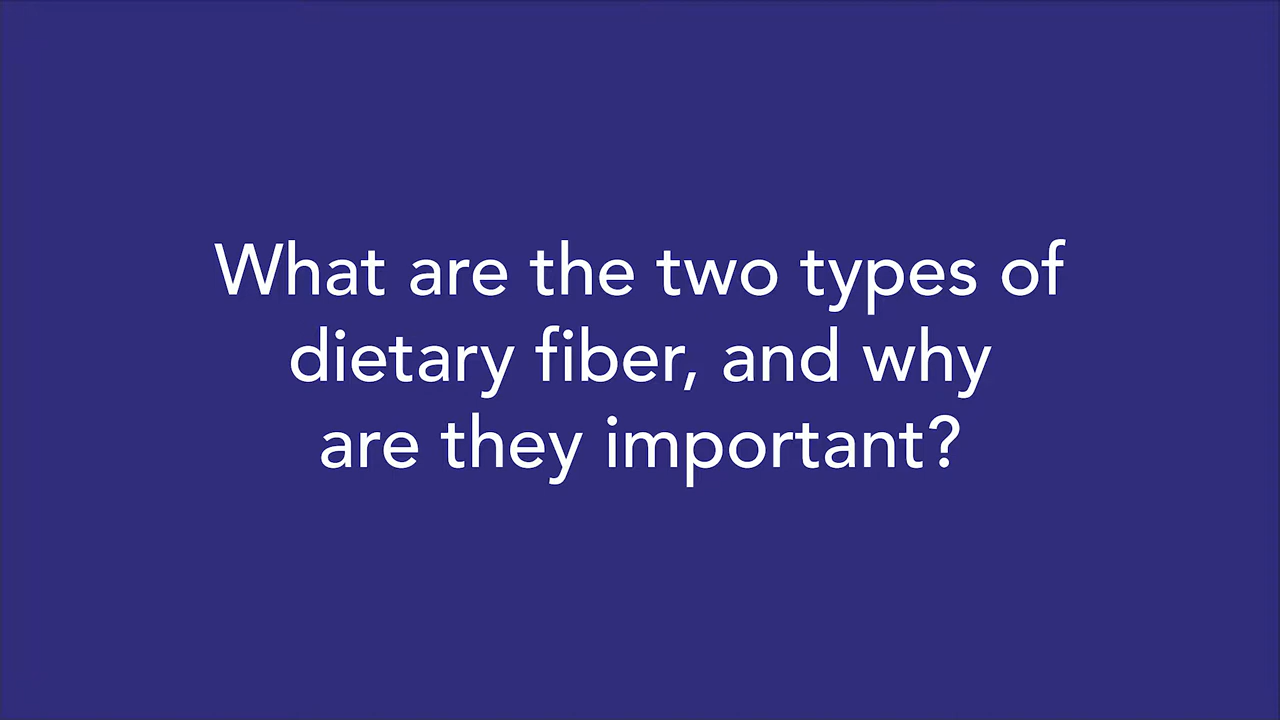 What are the two types of
dietary fiber, and why
are they important?